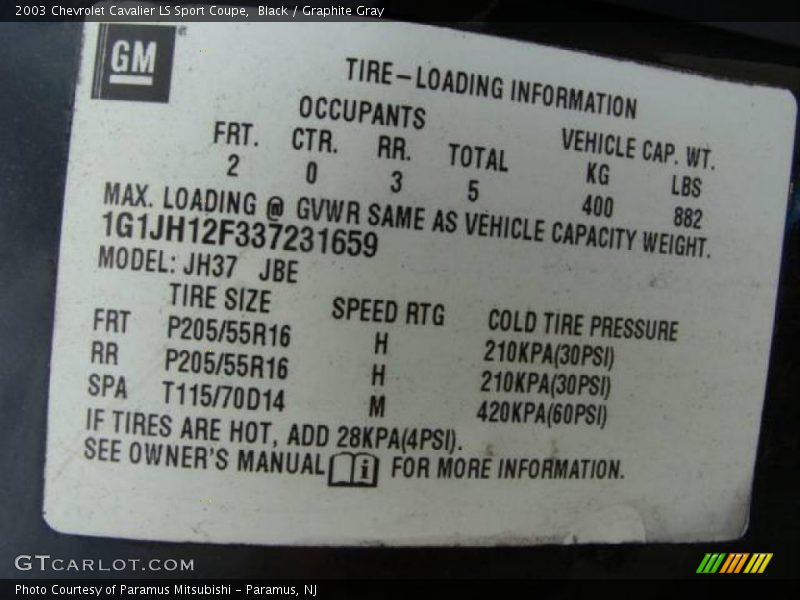 2003 Chevrolet Cavalier LS Sport Coupe,  Black / Graphite Gray
GM
TIRE-LOADING INFORMATION
OCCUPANTS
VEHICLE CAP. WT.
FRT. CTR. RR. TOTAL KG LBS
2 0 3 5 400 882
MAX. LOADING @ GVWR SAME AS VEHICLE CAPACITY WEIGHT.
1G1JH12F337231659
MODEL: JH37 JBE
TIRE SIZE SPEED RTG COLD TIRE PRESSURE
FRT P205/55R16 H 210KPA(30PSI)
RR P205/55R16 H 210KPA(30PSI)
SPA T115/70D14 M 420KPA(60PSI)
IF TIRES ARE HOT, ADD 28KPA(4PSI).
SEE OWNER'S MANUAL i FOR MORE INFORMATION.
GTCARLOT.COM
Photo Courtesy of Paramus Mitsubishi - Paramus, NJ